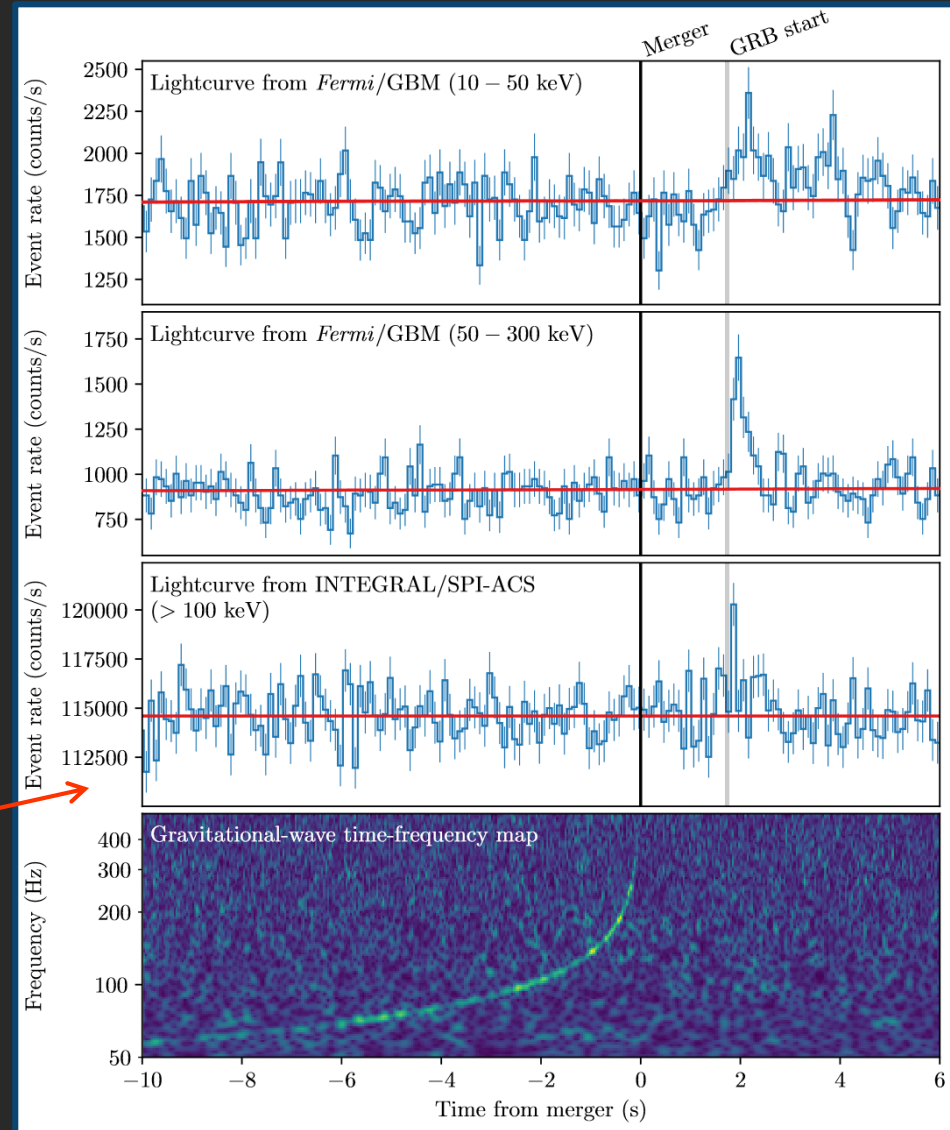 Merger
GRB start
Lightcurve from Fermi/GBM (10 − 50 keV)
Event rate (counts/s)
2500
2250
2000
1750
1500
1250
Lightcurve from Fermi/GBM (50 − 300 keV)
Event rate (counts/s)
1750
1500
1250
1000
750
Lightcurve from INTEGRAL/SPI-ACS
(> 100 keV)
Event rate (counts/s)
120000
117500
115000
112500
Gravitational-wave time-frequency map
Frequency (Hz)
400
300
200
100
50
−10 −8 −6 −4 −2 0 2 4 6
Time from merger (s)